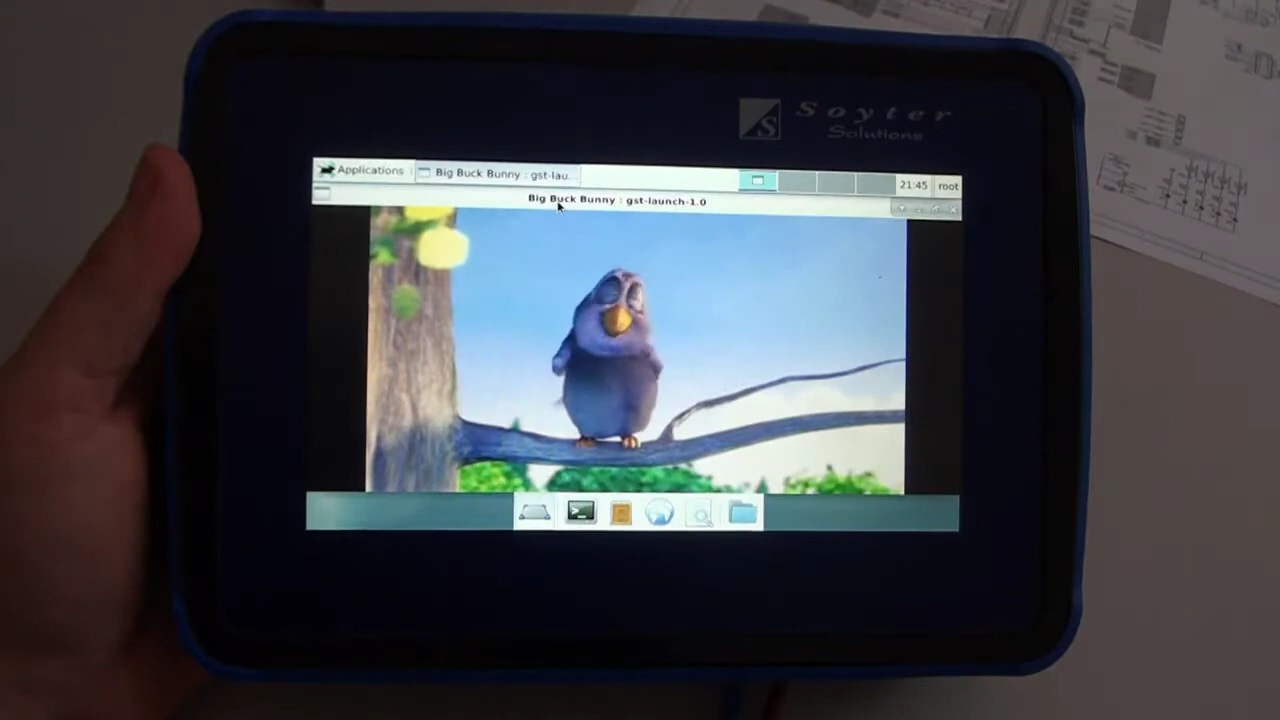 Soyter
Solutions
Applications
Big Buck Bunny : gst-lau...
21:45
root
Big Buck Bunny : gst-launch-1.0